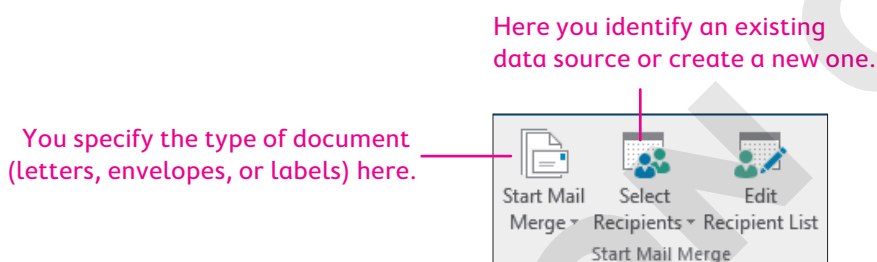 Here you identify an existing
data source or create a new one.
You specify the type of document
(letters, envelopes, or labels) here.
Start Mail Merge
Select Recipients
Edit Recipient List
Start Mail Merge